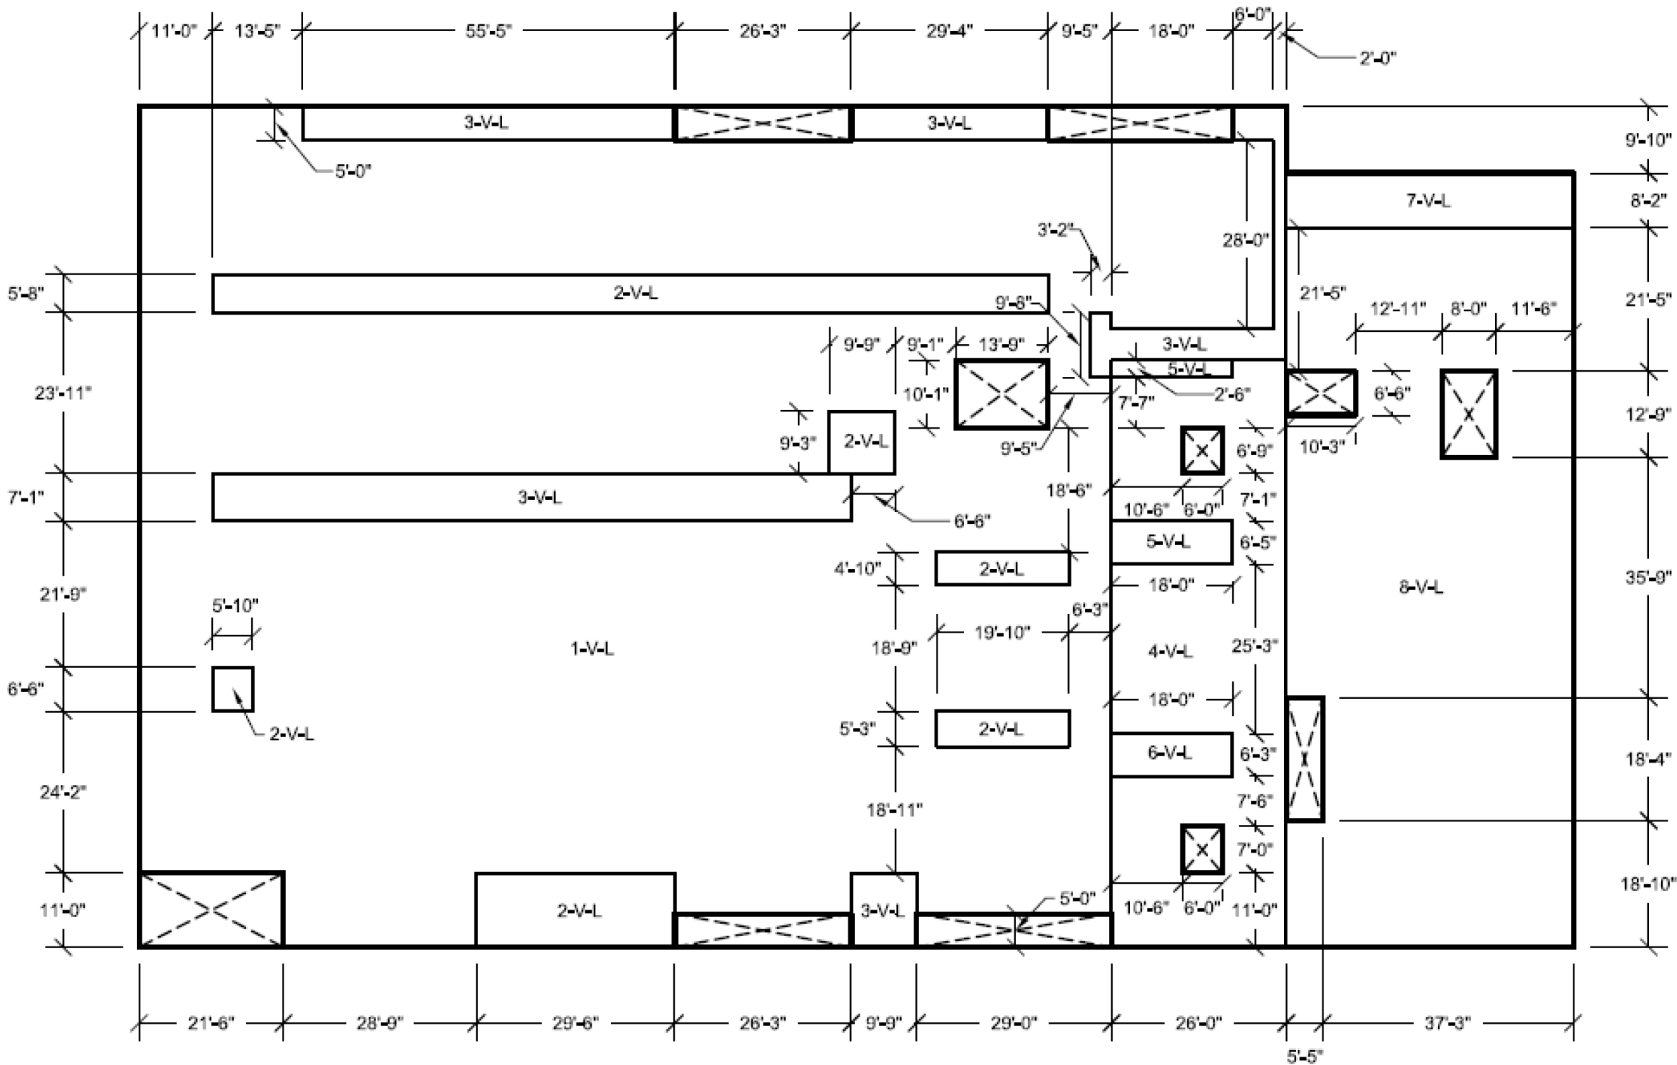 6'-0"
11'-0" 13'-5" 55'-5" 26'-3" 29'-4" 9'-5" 18'-0"
2'-0"
3-V-L 3-V-L
9'-10"
5'-0"
7-V-L 8'-2"
3'-2" 28'-0"
5'-8" 2-V-L 21'-5" 21'-5"
9'-8" 12'-11" 8'-0" 11'-6"
9'-9" 9'-1" 13'-9" 3-V-L
5-V-L
23'-11" 10'-1" 7'-7" 2'-6" 6'-6" 12'-9"
9'-3" 2-V-L 9'-5" 6'-9" 10'-3"
7'-1" 3-V-L 18'-6" 7'-1"
6'-6" 10'-6" 6'-0"
5-V-L 6'-5"
4'-10" 2-V-L 18'-0" 35'-9" 8-V-L
21'-9" 5'-10" 6'-3"
1-V-L 18'-9" 19'-10" 4-V-L 25'-3"
6'-6" 18'-0"
2-V-L 5'-3" 2-V-L
6-V-L 6'-3" 18'-4"
24'-2" 18'-11" 7'-6"
7'-0"
11'-0" 2-V-L 3-V-L 5'-0" 10'-6" 6'-0" 11'-0" 18'-10"
21'-6" 28'-9" 29'-6" 26'-3" 9'-9" 29'-0" 26'-0" 37'-3"
5'-5"